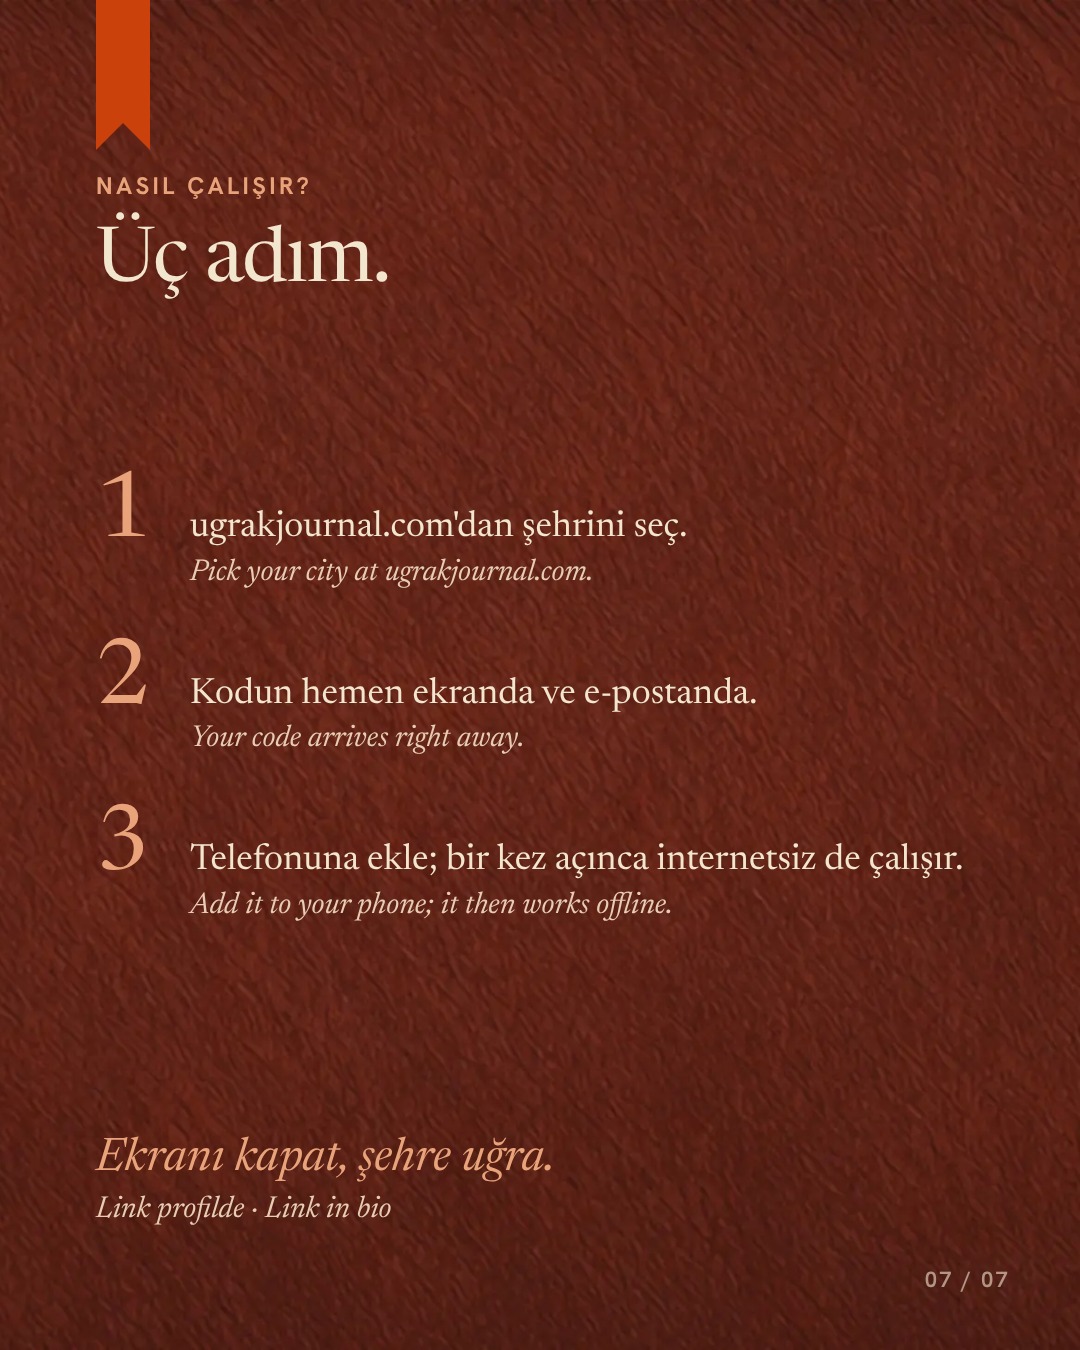 NASIL ÇALIŞIR?
Üç adım.
1
ugrakjournal.com'dan şehrini seç.
Pick your city at ugrakjournal.com.
2
Kodun hemen ekranda ve e-postanda.
Your code arrives right away.
3
Telefonuna ekle; bir kez açınca internetsiz de çalışır.
Add it to your phone; it then works offline.
Ekranı kapat, şehre uğra.
Link profilde · Link in bio
07 / 07